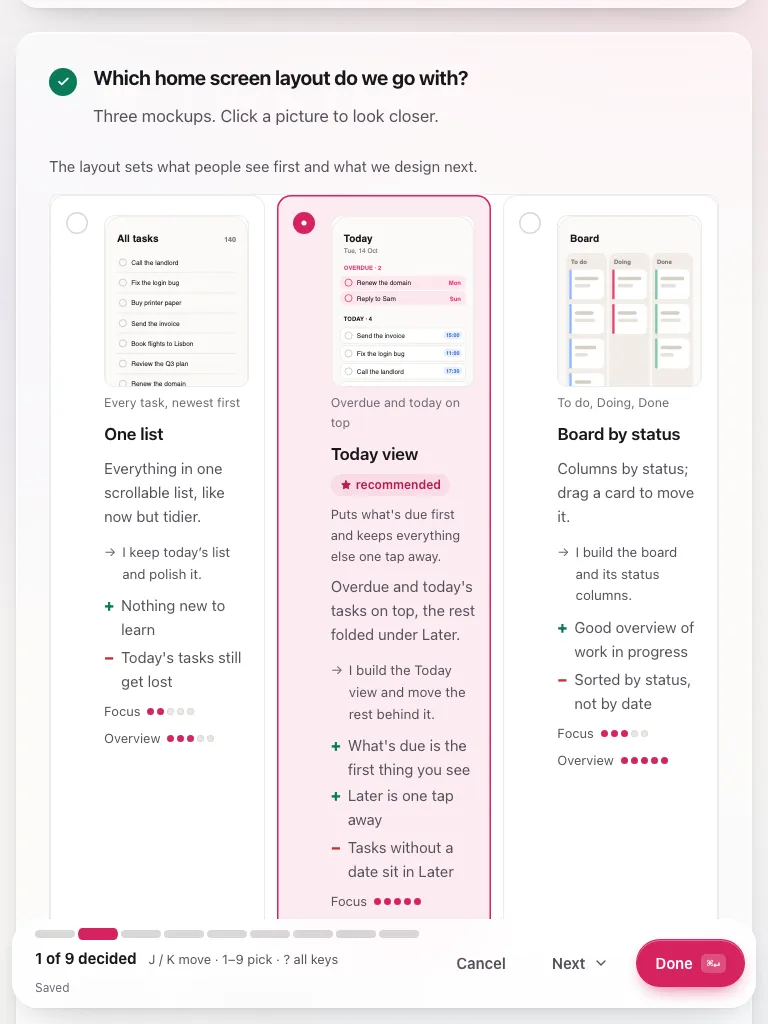 Which home screen layout do we go with?
Three mockups. Click a picture to look closer.
The layout sets what people see first and what we design next.
All tasks 140
Call the landlord
Fix the login bug
Buy printer paper
Send the invoice
Book flights to Lisbon
Review the Q3 plan
Renew the domain
Every task, newest first
One list
Everything in one
scrollable list, like
now but tidier.
→ I keep today’s list
and polish it.
+ Nothing new to
learn
− Today's tasks still
get lost
Focus
Overview
Today
Tue, 14 Oct
OVERDUE · 2
Renew the domain Mon
Reply to Sam Sun
TODAY · 4
Send the invoice 15:00
Fix the login bug 11:00
Call the landlord 17:30
Overdue and today on
top
Today view
★ recommended
Puts what's due first
and keeps everything
else one tap away.
Overdue and today's
tasks on top, the rest
folded under Later.
→ I build the Today
view and move the
rest behind it.
+ What's due is the
first thing you see
+ Later is one tap
away
− Tasks without a
date sit in Later
Focus
Board
To do Doing Done
To do, Doing, Done
Board by status
Columns by status;
drag a card to move
it.
→ I build the board
and its status
columns.
+ Good overview of
work in progress
− Sorted by status,
not by date
Focus
Overview
1 of 9 decided J / K move · 1–9 pick · ? all keys
Saved
Cancel Next Done ⌘↵